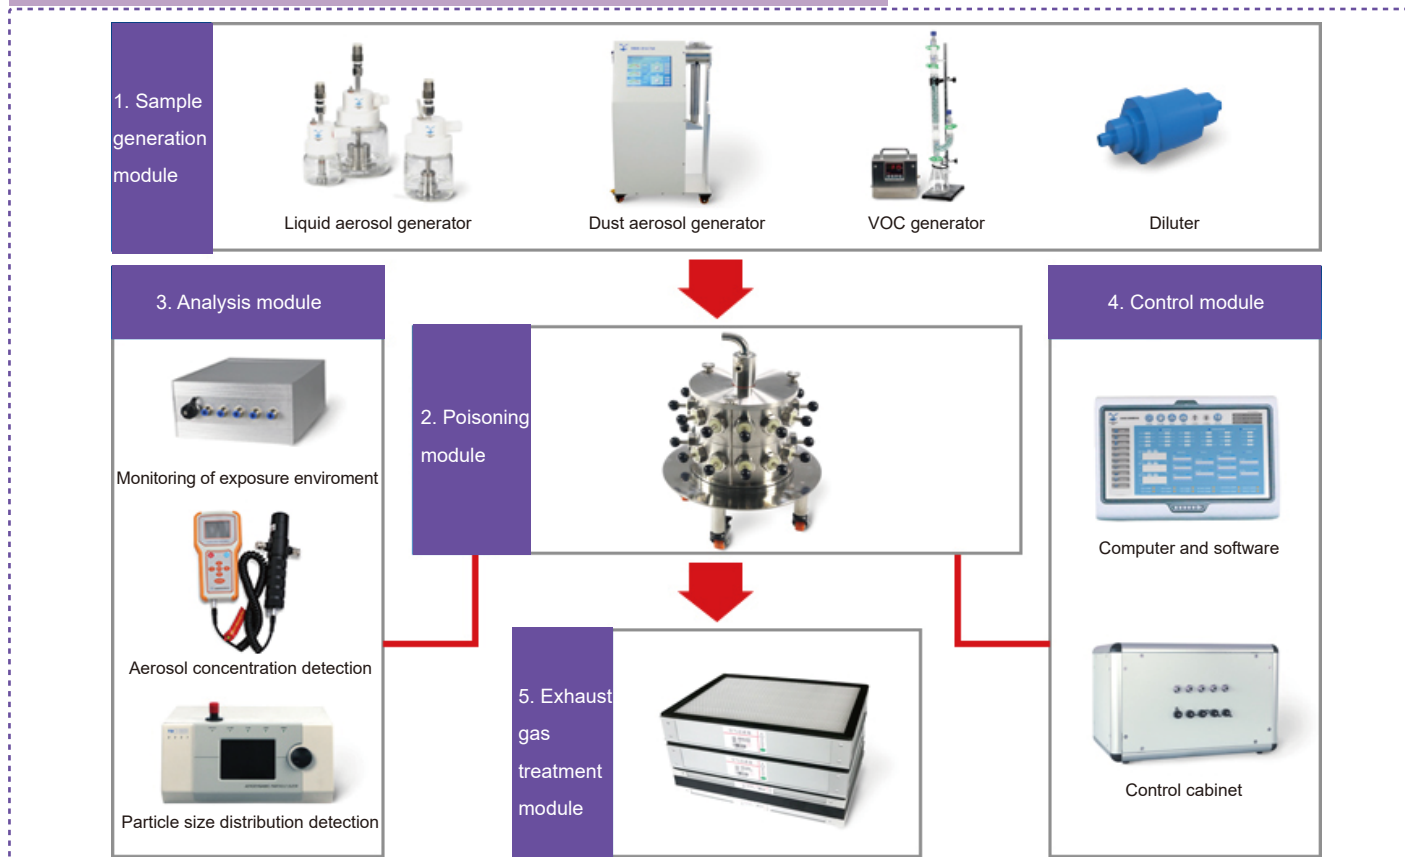 1. Sample
generation
module
Liquid aerosol generator
Dust aerosol generator
VOC generator
Diluter
3. Analysis module
Monitoring of exposure enviroment
Aerosol concentration detection
Particle size distribution detection
2. Poisoning
module
4. Control module
Computer and software
Control cabinet
5. Exhaust
gas
treatment
module